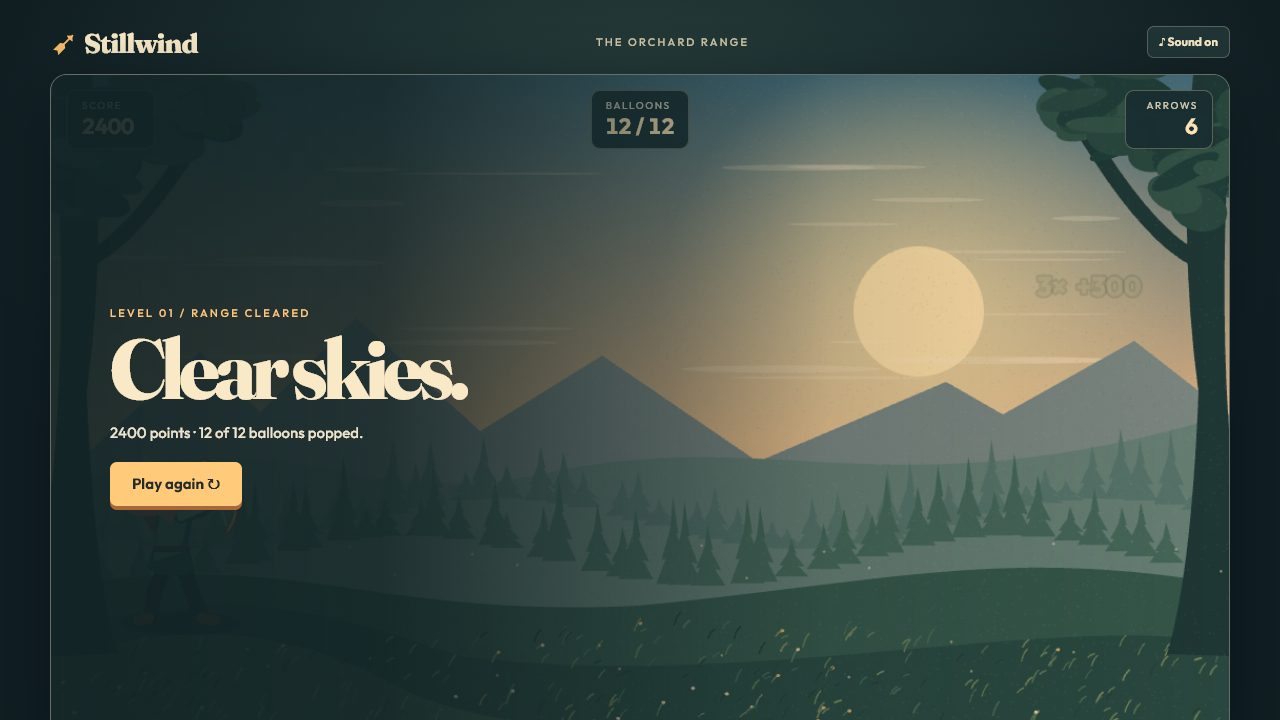 Stillwind
THE ORCHARD RANGE
♪ Sound on
SCORE
2400
BALLOONS
12 / 12
ARROWS
6
3× +300
LEVEL 01 / RANGE CLEARED
Clear skies.
2400 points · 12 of 12 balloons popped.
Play again ↻